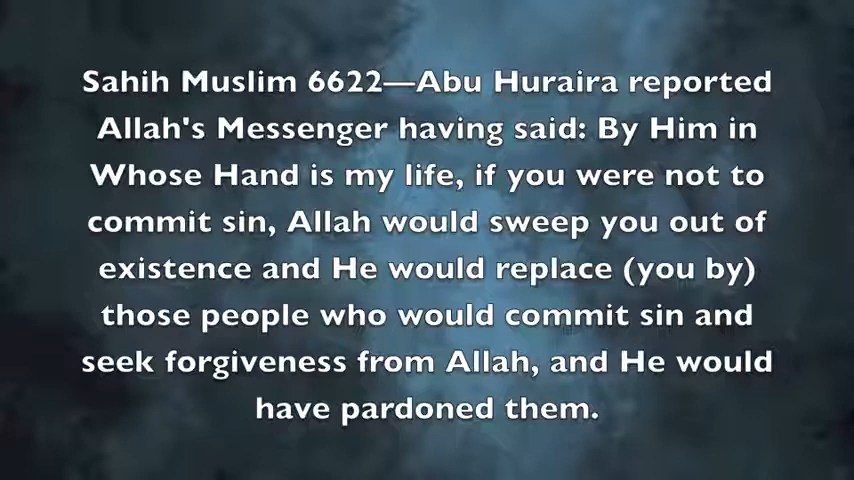 Sahih Muslim 6622—Abu Huraira reported
Allah's Messenger having said: By Him in
Whose Hand is my life, if you were not to
commit sin, Allah would sweep you out of
existence and He would replace (you by)
those people who would commit sin and
seek forgiveness from Allah, and He would
have pardoned them.